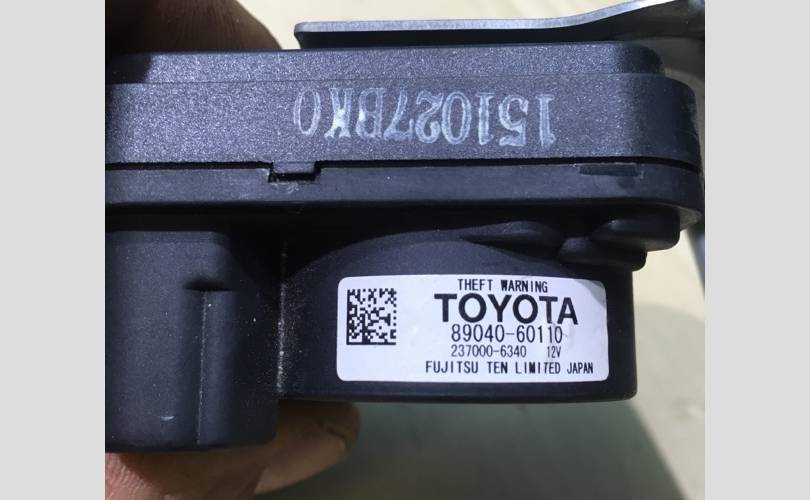 151027BK0
THEFT WARNING
TOYOTA
89040-60110
237000-6340 12V
FUJITSU TEN LIMITED JAPAN